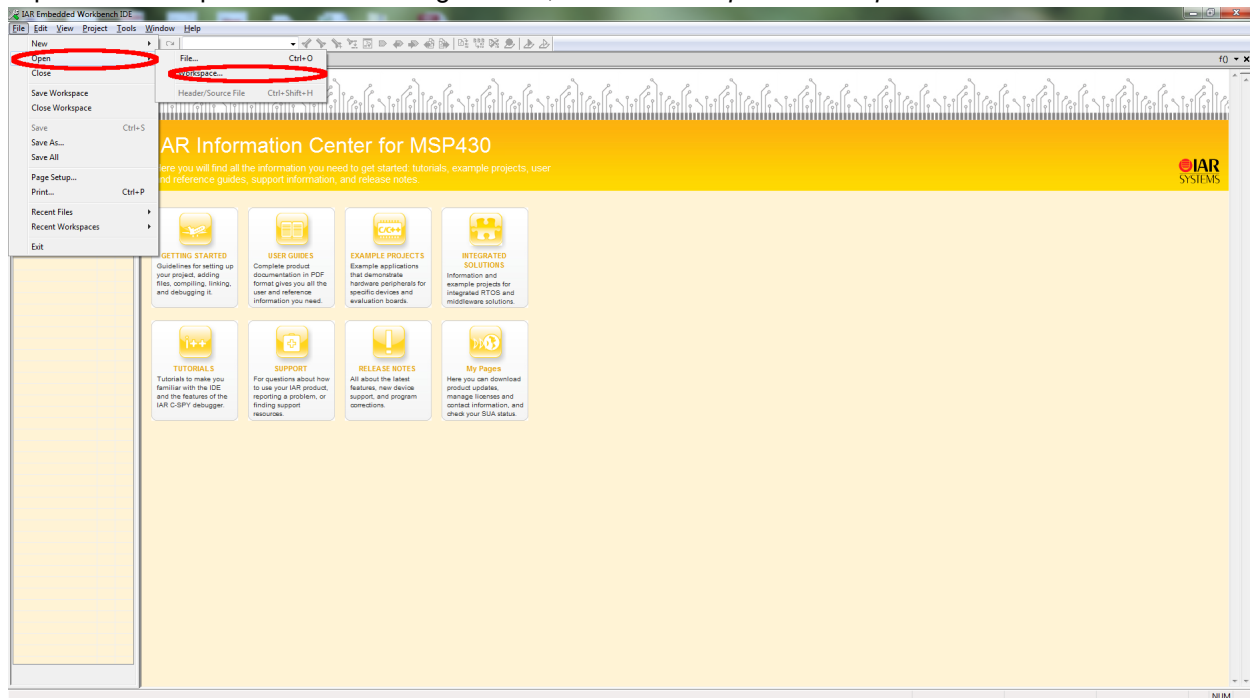 IAR Embedded Workbench IDE
File Edit View Project Tools Window Help
New
Open
Close
Save Workspace
Close Workspace
Save Ctrl+S
Save As...
Save All
Page Setup...
Print... Ctrl+P
Recent Files
Recent Workspaces
Exit
File... Ctrl+O
Workspace...
Header/Source File Ctrl+Shift+H
f()
AR Information Center for MSP430
ere you will find all the information you need to get started: tutorials, example projects, user
nd reference guides, support information, and release notes.
IAR
SYSTEMS
GETTING STARTED
Guidelines for setting up
your project, adding
files, compiling, linking,
and debugging it.
USER GUIDES
Complete product
documentation in PDF
format gives you all the
user and reference
information you need.
C/C++
EXAMPLE PROJECTS
Example applications
that demonstrate
hardware peripherals for
specific devices and
evaluation boards.
INTEGRATED
SOLUTIONS
Information and
example projects for
integrated RTOS and
middleware solutions.
i++
TUTORIALS
Tutorials to make you
familiar with the IDE
and the features of the
IAR C-SPY debugger.
SUPPORT
For questions about how
to use your IAR product,
reporting a problem, or
finding support
resources.
RELEASE NOTES
All about the latest
features, new device
support, and program
corrections.
My Pages
Here you can download
product updates,
manage licenses and
contact information, and
check your SUA status.
NUM